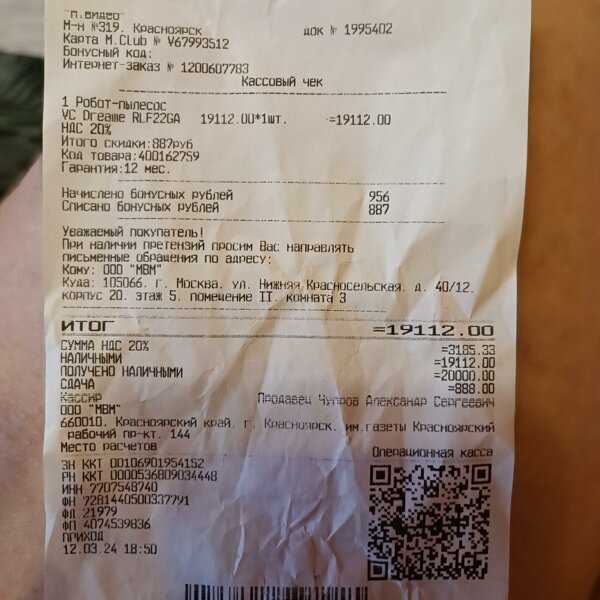 "М.видео"
М-н №319. Красноярск док № 1995402
Карта M.Club № V67993512
Бонусный код:
Интернет-заказ № 1200607783
Кассовый чек
1 Робот-пылесос
VC Dreame RLF22GA 19112.00*1шт. =19112.00
НДС 20%
Итого скидки:887руб
Код товара:400162759
Гарантия:12 мес.
Начислено бонусных рублей 956
Списано бонусных рублей 887
Уважаемый покупатель!
При наличии претензий просим Вас направлять
письменные обращения по адресу:
Кому: ООО "МВМ"
Куда: 105066. г. Москва. ул. Нижняя Красносельская. д. 40/12.
корпус 20. этаж 5. помещение II. комната 3
ИТОГ =19112.00
СУММА НДС 20% =3185.33
НАЛИЧНЫМИ =19112.00
ПОЛУЧЕНО НАЛИЧНЫМИ =20000.00
СДАЧА =888.00
Кассир Продавец Чупров Александр Сергеевич
ООО "МВМ"
660010. Красноярский край. г. Красноярск. им.газеты Красноярский
рабочий пр-кт. 144
Место расчетов Операционная касса
ЗН ККТ 00106901954152
РН ККТ 0000536809034448
ИНН 7707548740
ФН 7281440500337791
ФД 21979
ФП 4074539836
ПРИХОД
12.03.24 18:50